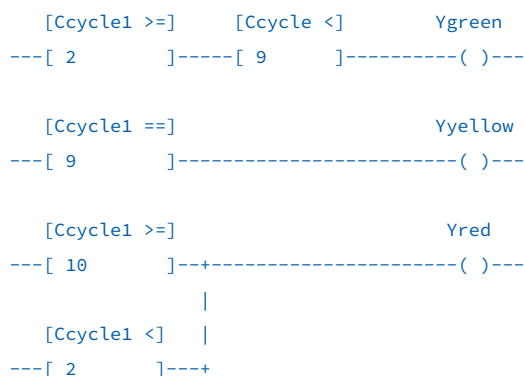 [Ccycle1 >=] [Ccycle <] Ygreen
---[ 2 ]-----[ 9 ]----------( )---
[Ccycle1 ==] Yyellow
---[ 9 ]-------------------------( )---
[Ccycle1 >=] Yred
---[ 10 ]--+----------------------( )---
|
[Ccycle1 <] |
---[ 2 ]---+